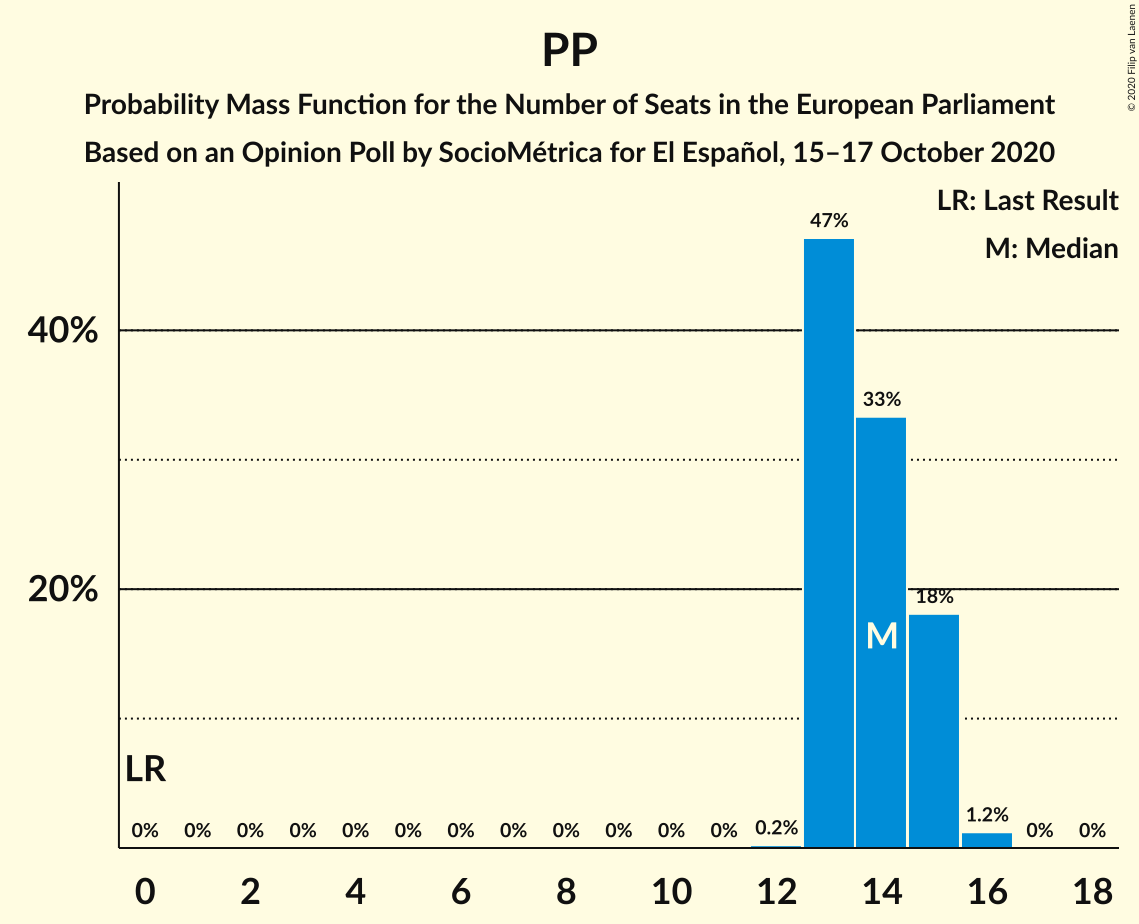 PP
Probability Mass Function for the Number of Seats in the European Parliament
Based on an Opinion Poll by SocioMétrica for El Español, 15–17 October 2020
© 2020 Filip van Laenen
LR: Last Result
M: Median
47%
40%
33%
20%
18%
M
LR
0% 0% 0% 0% 0% 0% 0% 0% 0% 0% 0% 0% 0.2% 1.2% 0% 0%
0 2 4 6 8 10 12 14 16 18